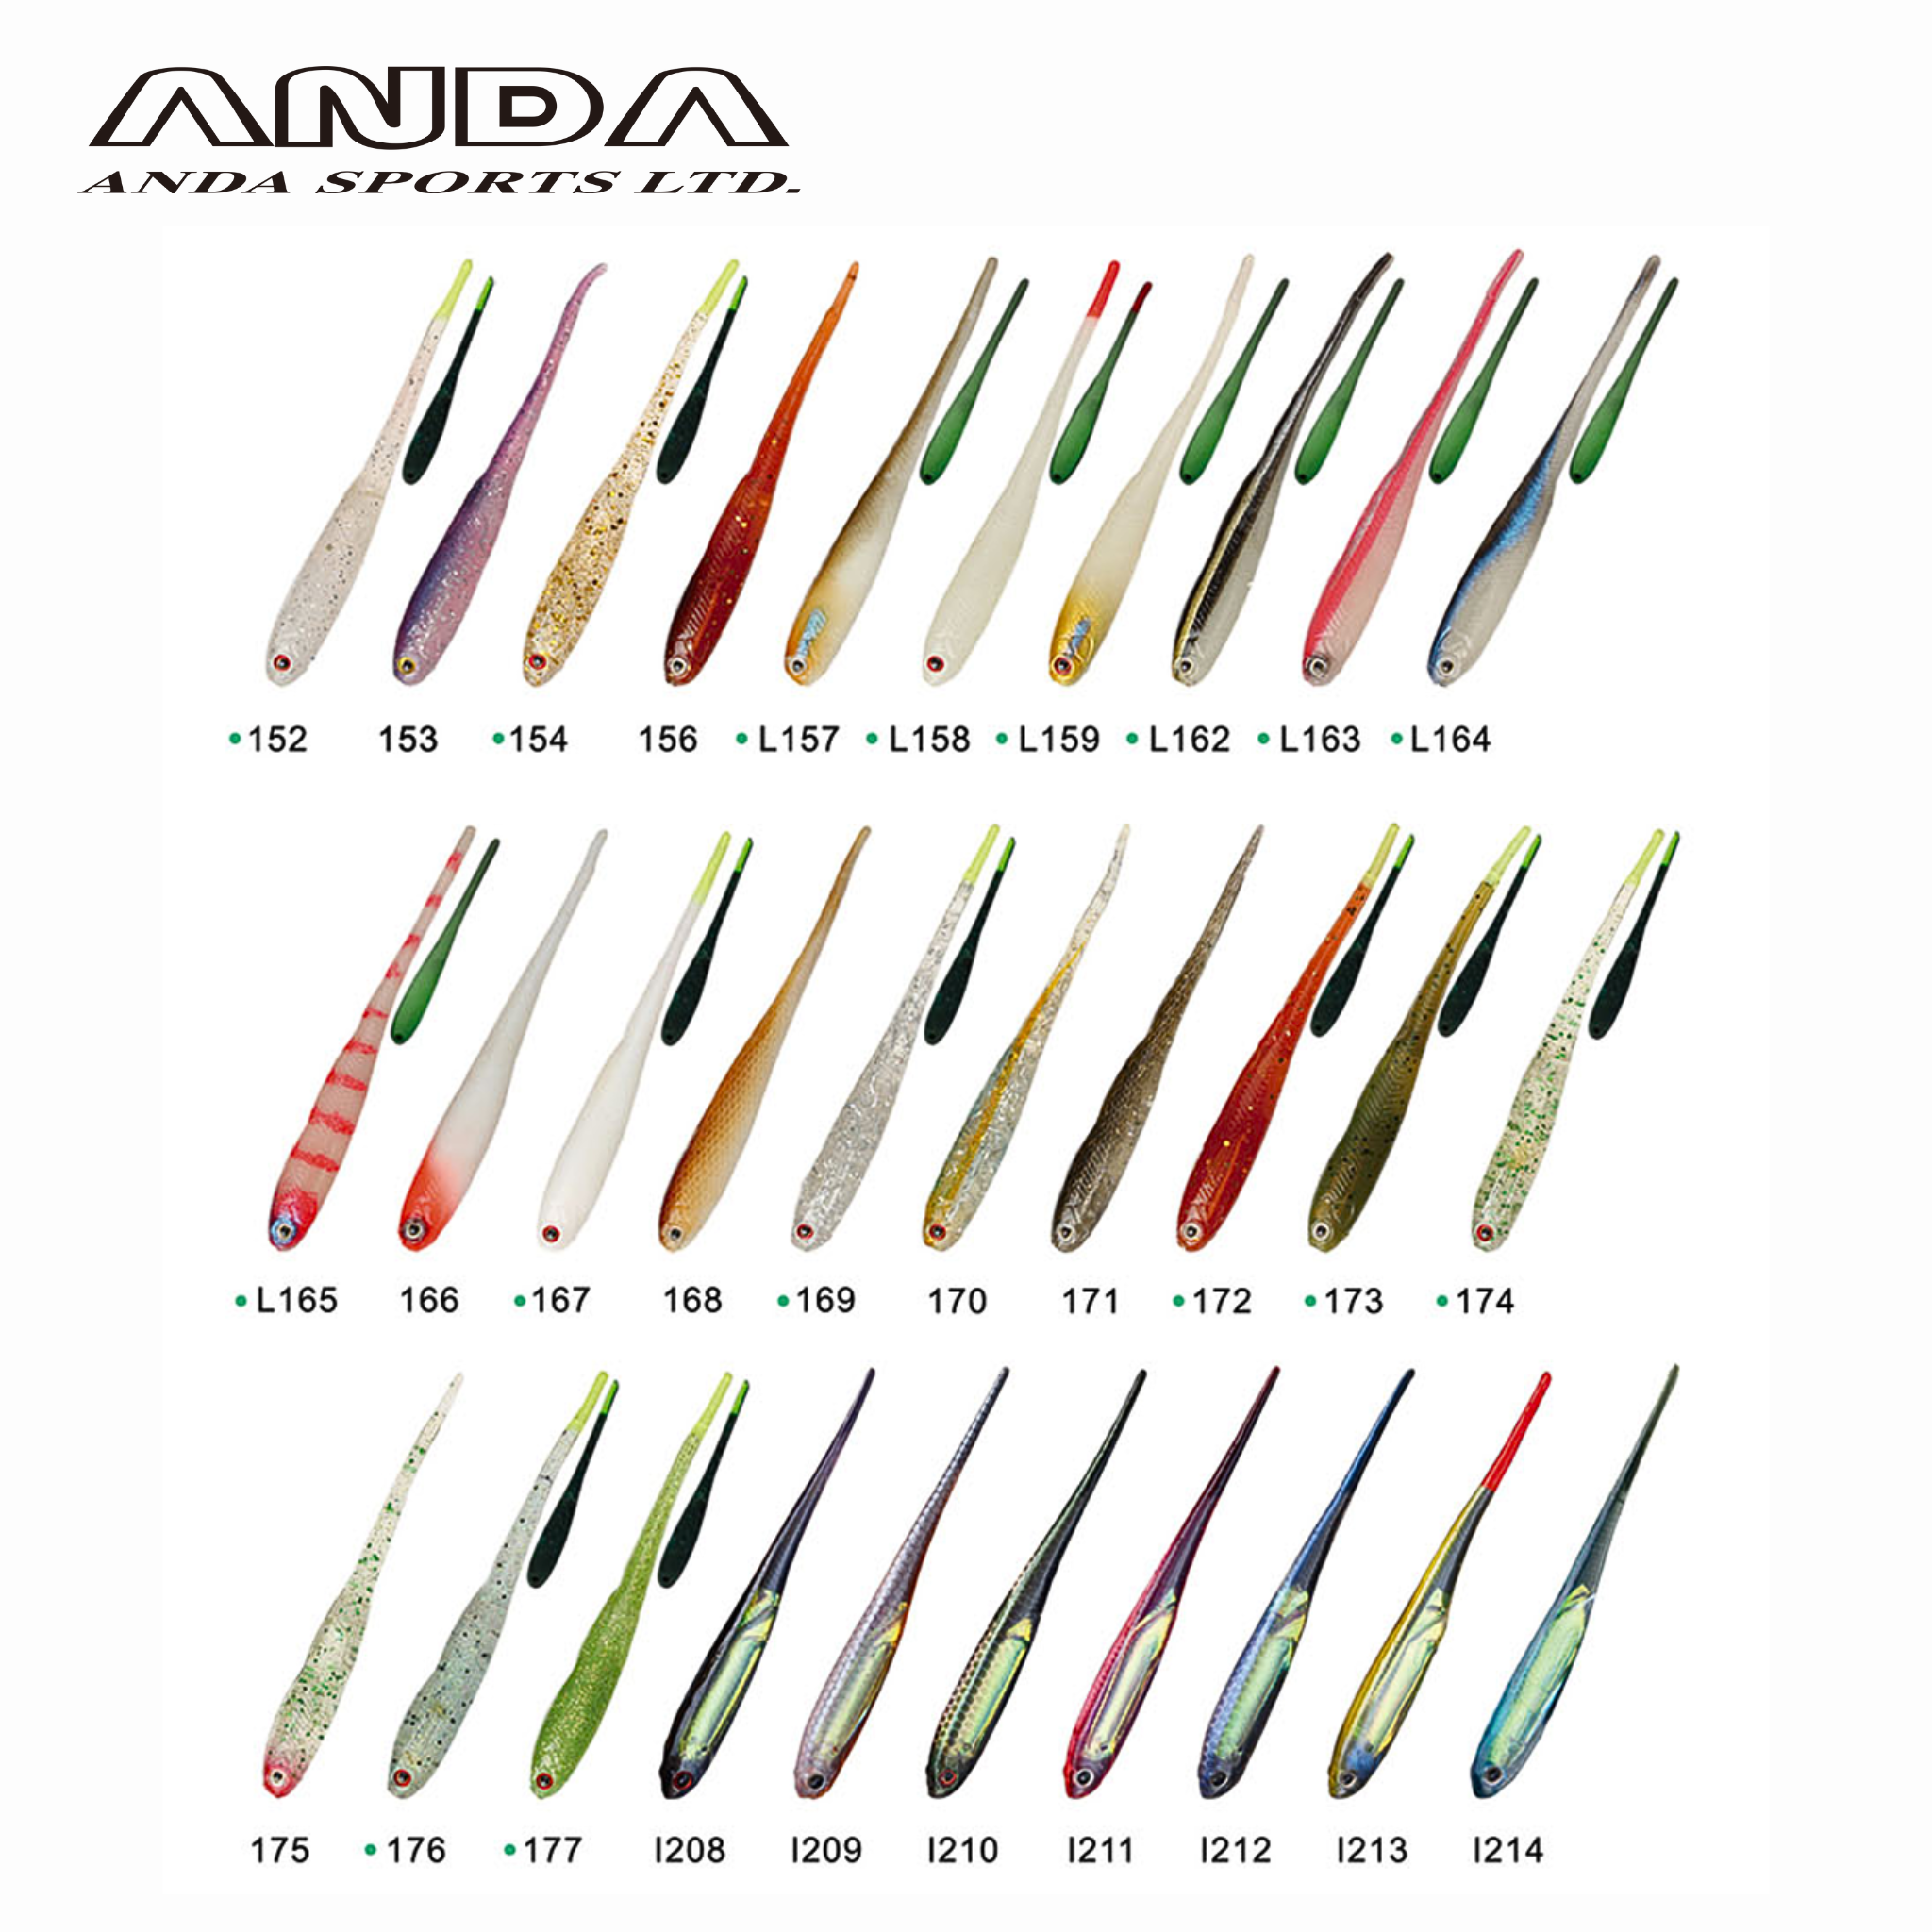 ANDA
ANDA SPORTS LTD.
• 152 153 • 154 156 • L157 • L158 • L159 • L162 • L163 • L164
• L165 166 • 167 168 • 169 170 171 • 172 • 173 • 174
175 • 176 • 177 I208 I209 I210 I211 I212 I213 I214